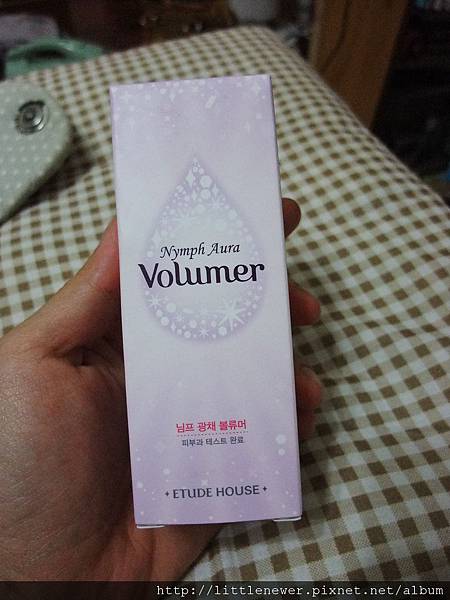 Nymph Aura
Volumer
님프 광채 볼류머
피부과 테스트 완료
ETUDE HOUSE
http://littlenewer.pixnet.net/album